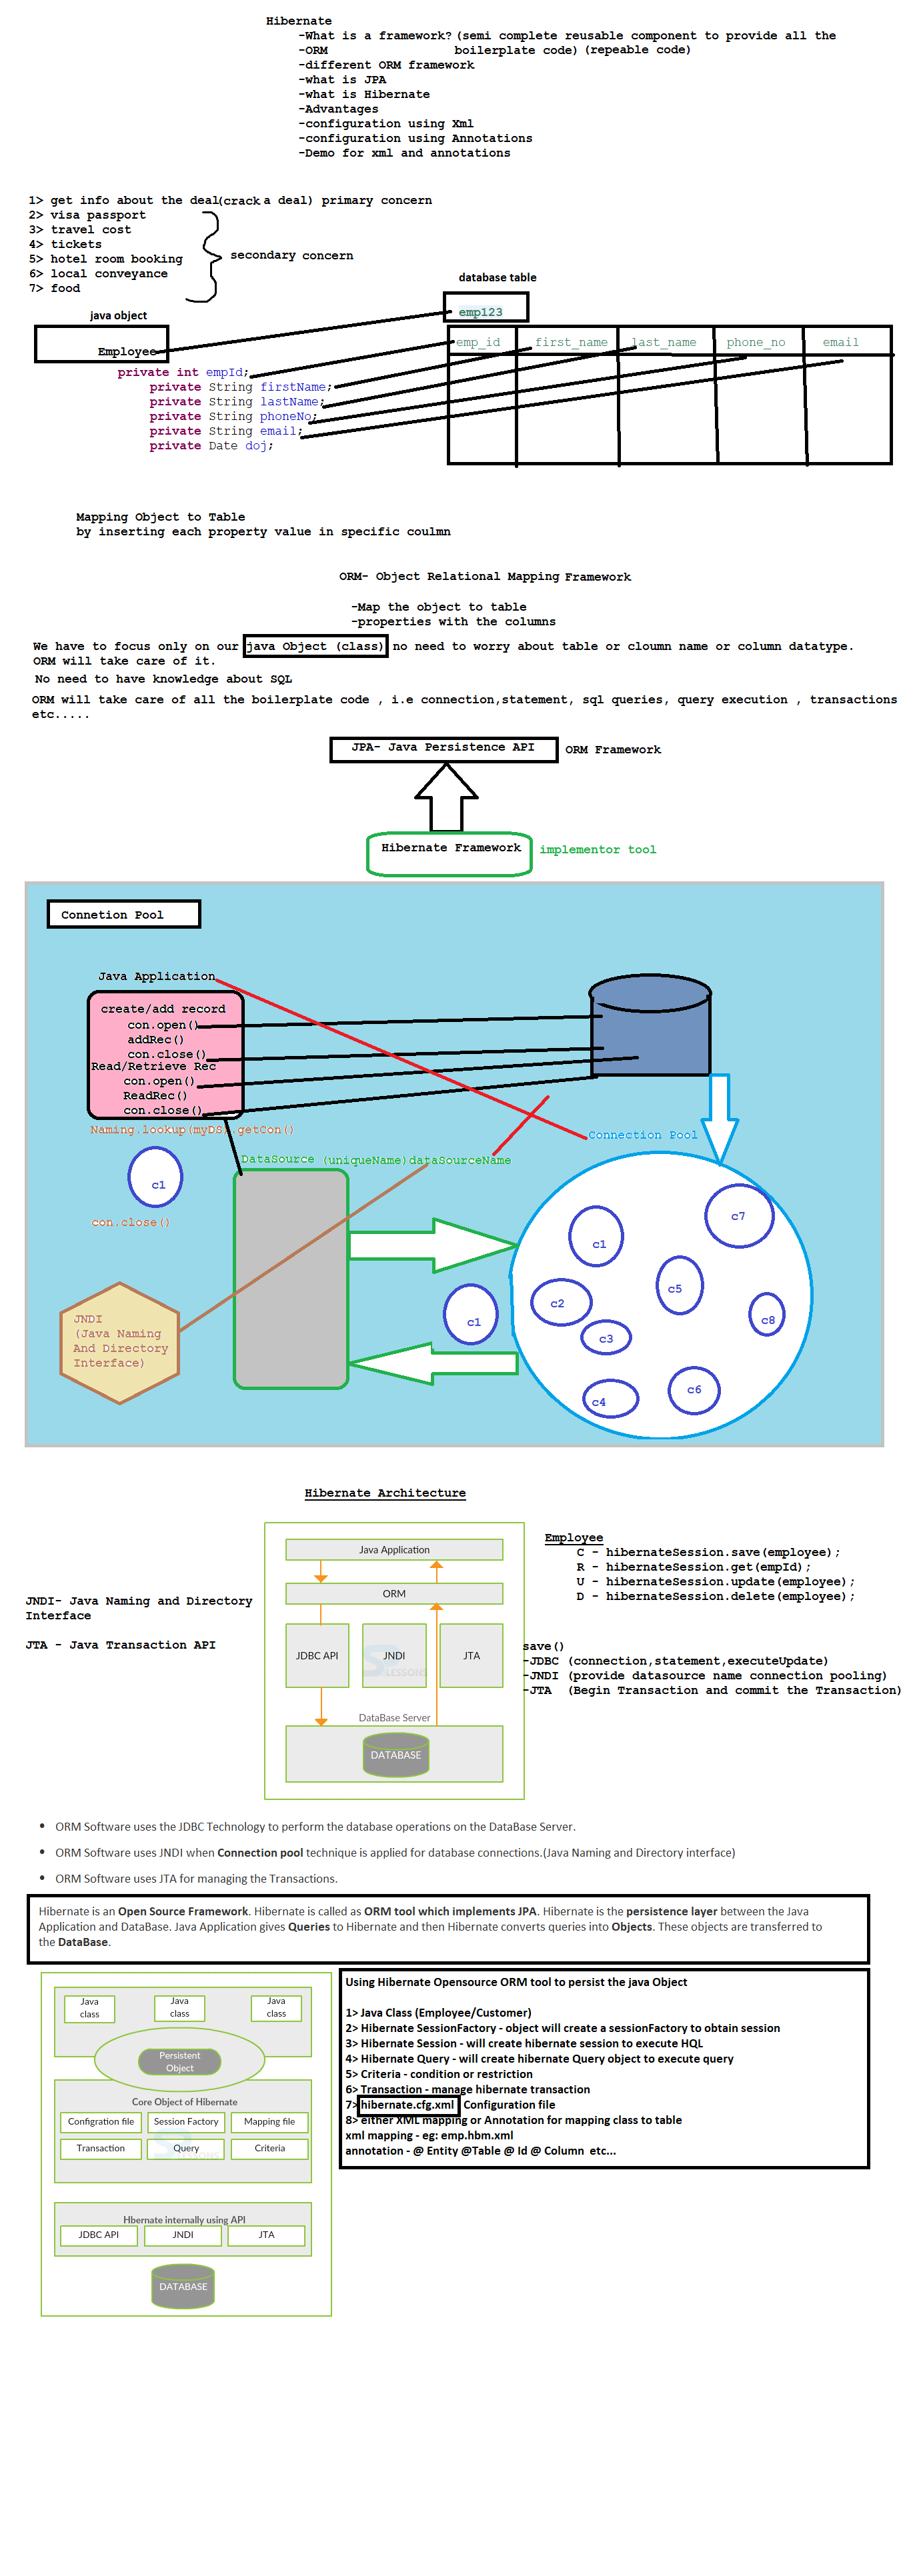 Hibernate
-What is a framework? (semi complete reusable component to provide all the
-ORM boilerplate code) (repeable code)
-different ORM framework
-what is JPA
-what is Hibernate
-Advantages
-configuration using Xml
-configuration using Annotations
-Demo for xml and annotations
1> get info about the deal(crack a deal) primary concern
2> visa passport
3> travel cost
4> tickets
5> hotel room booking
6> local conveyance
7> food
secondary concern
database table
emp123
java object
Employee
emp_id first_name last_name phone_no email
private int empId;
private String firstName;
private String lastName;
private String phoneNo;
private String email;
private Date doj;
Mapping Object to Table
by inserting each property value in specific coulmn
ORM- Object Relational Mapping Framework
-Map the object to table
-properties with the columns
We have to focus only on our java Object (class) no need to worry about table or cloumn name or column datatype.
ORM will take care of it.
No need to have knowledge about SQL
ORM will take care of all the boilerplate code , i.e connection,statement, sql queries, query execution , transactions
etc.....
JPA- Java Persistence API ORM Framework
Hibernate Framework implementor tool
Connetion Pool
Java Application
create/add record
con.open()
addRec()
con.close()
Read/Retrieve Rec
con.open()
ReadRec()
con.close()
Naming.lookup(myDS).getCon()
Connection Pool
DataSource (uniqueName)dataSourceName
c1
con.close()
c7
c1
c5
c2
c8
c1
c3
c6
c4
JNDI
(Java Naming
And Directory
Interface)
Hibernate Architecture
Java Application
ORM
JDBC API JNDI JTA
LESSONS
DataBase Server
DATABASE
Employee
C - hibernateSession.save(employee);
R - hibernateSession.get(empId);
U - hibernateSession.update(employee);
D - hibernateSession.delete(employee);
JNDI- Java Naming and Directory
Interface
JTA - Java Transaction API
save()
-JDBC (connection,statement,executeUpdate)
-JNDI (provide datasource name connection pooling)
-JTA (Begin Transaction and commit the Transaction)
• ORM Software uses the JDBC Technology to perform the database operations on the DataBase Server.
• ORM Software uses JNDI when Connection pool technique is applied for database connections.(Java Naming and Directory interface)
• ORM Software uses JTA for managing the Transactions.
Hibernate is an Open Source Framework. Hibernate is called as ORM tool which implements JPA. Hibernate is the persistence layer between the Java
Application and DataBase. Java Application gives Queries to Hibernate and then Hibernate converts queries into Objects. These objects are transferred to
the DataBase.
Java class Java class Java class
Persistent
Object
Core Object of Hibernate
Configration file Session Factory Mapping file
Transaction Query Criteria
LESSONS
Hbernate internally using API
JDBC API JNDI JTA
DATABASE
Using Hibernate Opensource ORM tool to persist the java Object
1> Java Class (Employee/Customer)
2> Hibernate SessionFactory - object will create a sessionFactory to obtain session
3> Hibernate Session - will create hibernate session to execute HQL
4> Hibernate Query - will create hibernate Query object to execute query
5> Criteria - condition or restriction
6> Transaction - manage hibernate transaction
7> hibernate.cfg.xml Configuration file
8> either XML mapping or Annotation for mapping class to table
xml mapping - eg: emp.hbm.xml
annotation - @ Entity @Table @ Id @ Column etc...